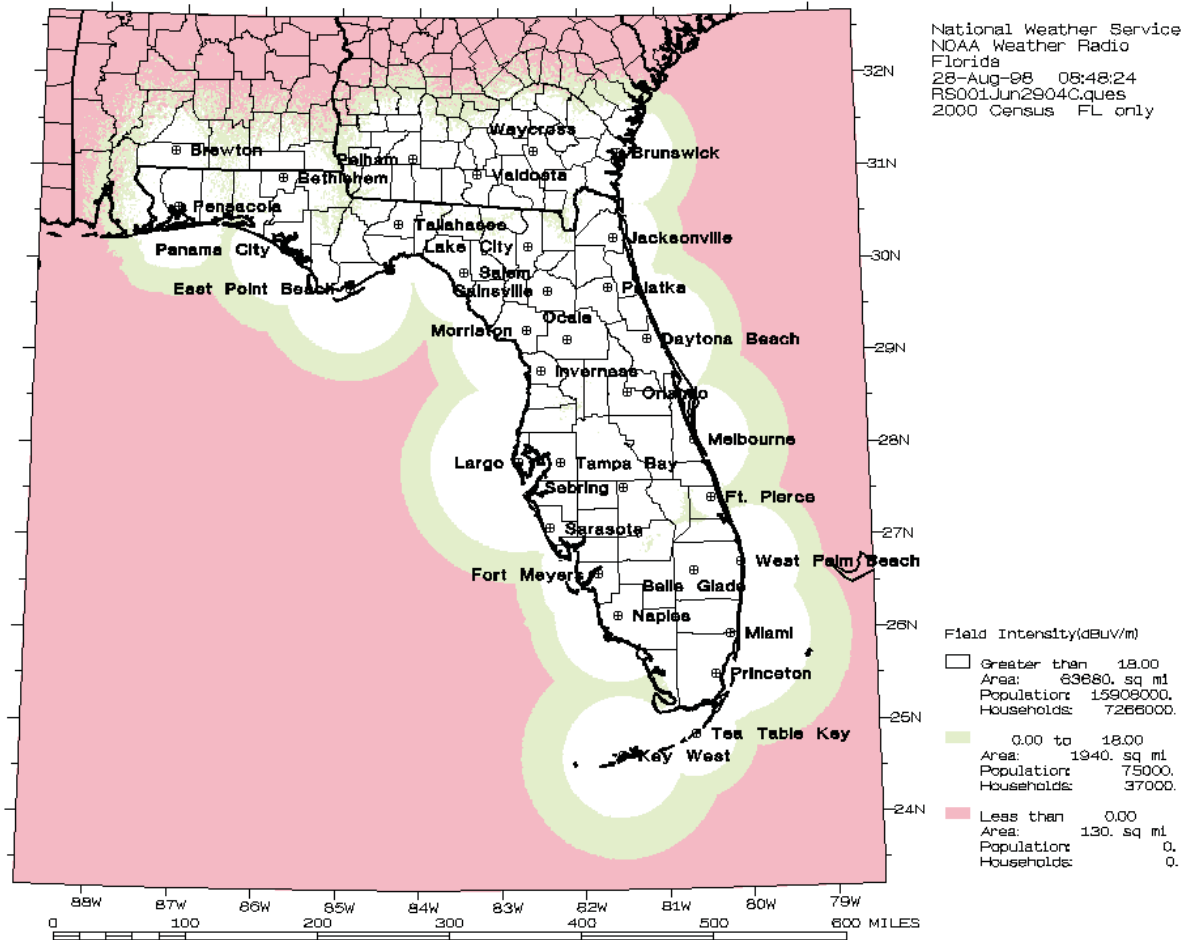 National Weather Service
NOAA Weather Radio
Florida
28-Aug-98 08:48:24
RS001Jun2904C.ques
2000 Census FL only
32N
Waycross
Brewton
Pelham
Brunswick
31N
Bethlehem
Valdosta
Pensacola
Tallahasee
Jacksonville
Panama City
Lake City
30N
Salem
East Point Beach
Gainsville
Palatka
Ocala
Morriston
Daytona Beach
29N
Inverness
Orlando
Melbourne
28N
Largo
Tampa Bay
Sebring
Ft. Pierce
Sarasota
27N
West Palm Beach
Fort Meyers
Belle Glade
Naples
26N
Miami
Princeton
25N
Tea Table Key
Key West
24N
Field Intensity(dBuV/m)
Greater than 18.00
Area: 63680. sq mi
Population: 15908000.
Households: 7266000.
0.00 to 18.00
Area: 1940. sq mi
Population: 75000.
Households: 37000.
Less than 0.00
Area: 130. sq mi
Population: 0.
Households: 0.
88W 87W 86W 85W 84W 83W 82W 81W 80W 79W
0 100 200 300 400 500 600 MILES